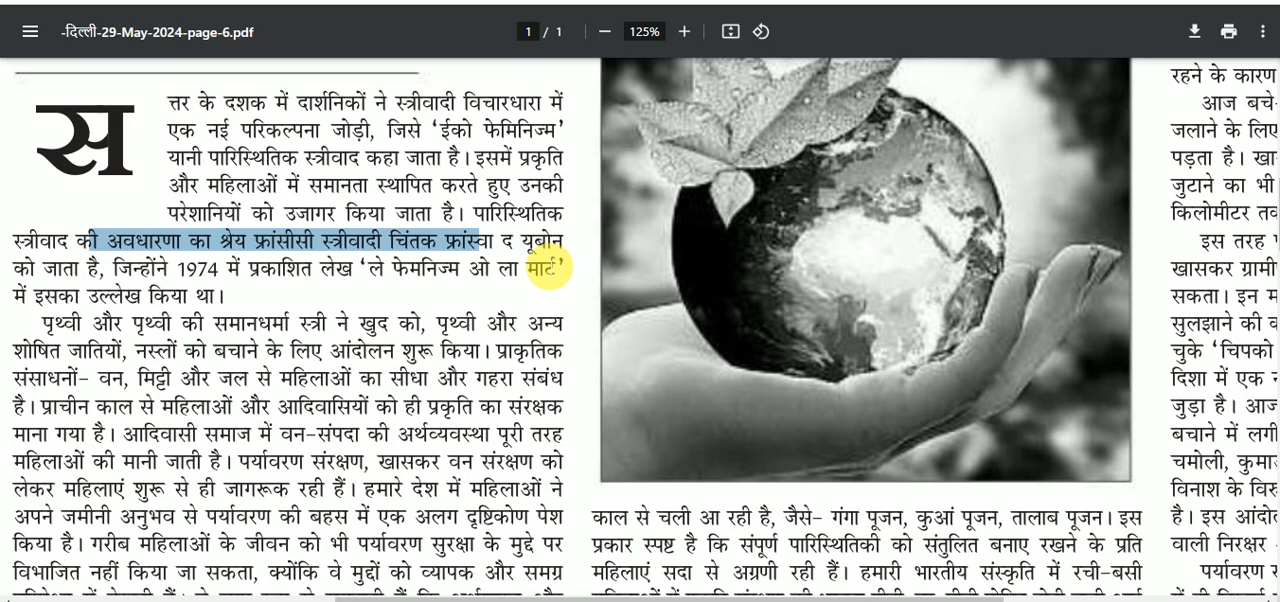 -दिल्ली-29-May-2024-page-6.pdf
1 / 1
125%
सत्तर के दशक में दार्शनिकों ने स्त्रीवादी विचारधारा में
एक नई परिकल्पना जोड़ी, जिसे ‘ईको फेमिनिज्म’
यानी पारिस्थितिक स्त्रीवाद कहा जाता है। इसमें प्रकृति
और महिलाओं में समानता स्थापित करते हुए उनकी
परेशानियों को उजागर किया जाता है। पारिस्थितिक
स्त्रीवाद की अवधारणा का श्रेय फ्रांसीसी स्त्रीवादी चिंतक फ्रांस्वा द यूबोन
को जाता है, जिन्होंने 1974 में प्रकाशित लेख ‘ले फेमनिज्म ओ ला मार्ट’
में इसका उल्लेख किया था।
पृथ्वी और पृथ्वी की समानधर्मा स्त्री ने खुद को, पृथ्वी और अन्य
शोषित जातियों, नस्लों को बचाने के लिए आंदोलन शुरू किया। प्राकृतिक
संसाधनों- वन, मिट्टी और जल से महिलाओं का सीधा और गहरा संबंध
है। प्राचीन काल से महिलाओं और आदिवासियों को ही प्रकृति का संरक्षक
माना गया है। आदिवासी समाज में वन-संपदा की अर्थव्यवस्था पूरी तरह
महिलाओं की मानी जाती है। पर्यावरण संरक्षण, खासकर वन संरक्षण को
लेकर महिलाएं शुरू से ही जागरूक रही हैं। हमारे देश में महिलाओं ने
अपने जमीनी अनुभव से पर्यावरण की बहस में एक अलग दृष्टिकोण पेश
किया है। गरीब महिलाओं के जीवन को भी पर्यावरण सुरक्षा के मुद्दे पर
विभाजित नहीं किया जा सकता, क्योंकि वे मुद्दों को व्यापक और समग्र
काल से चली आ रही है, जैसे- गंगा पूजन, कुआं पूजन, तालाब पूजन। इस
प्रकार स्पष्ट है कि संपूर्ण पारिस्थितिकी को संतुलित बनाए रखने के प्रति
महिलाएं सदा से अग्रणी रही हैं। हमारी भारतीय संस्कृति में रची-बसी
रहने के कारण
आज बचे-
जलाने के लिए
पड़ता है।
जुटाने का भी
किलोमीटर
इस तरह
खासकर
सकता। इन
सुलझाने की
चुके ‘चिपको
दिशा में एक
जुड़ा है।
बचाने में
चमोली,
विनाश के
है। इस
वाली निरक्षर
पर्यावरण